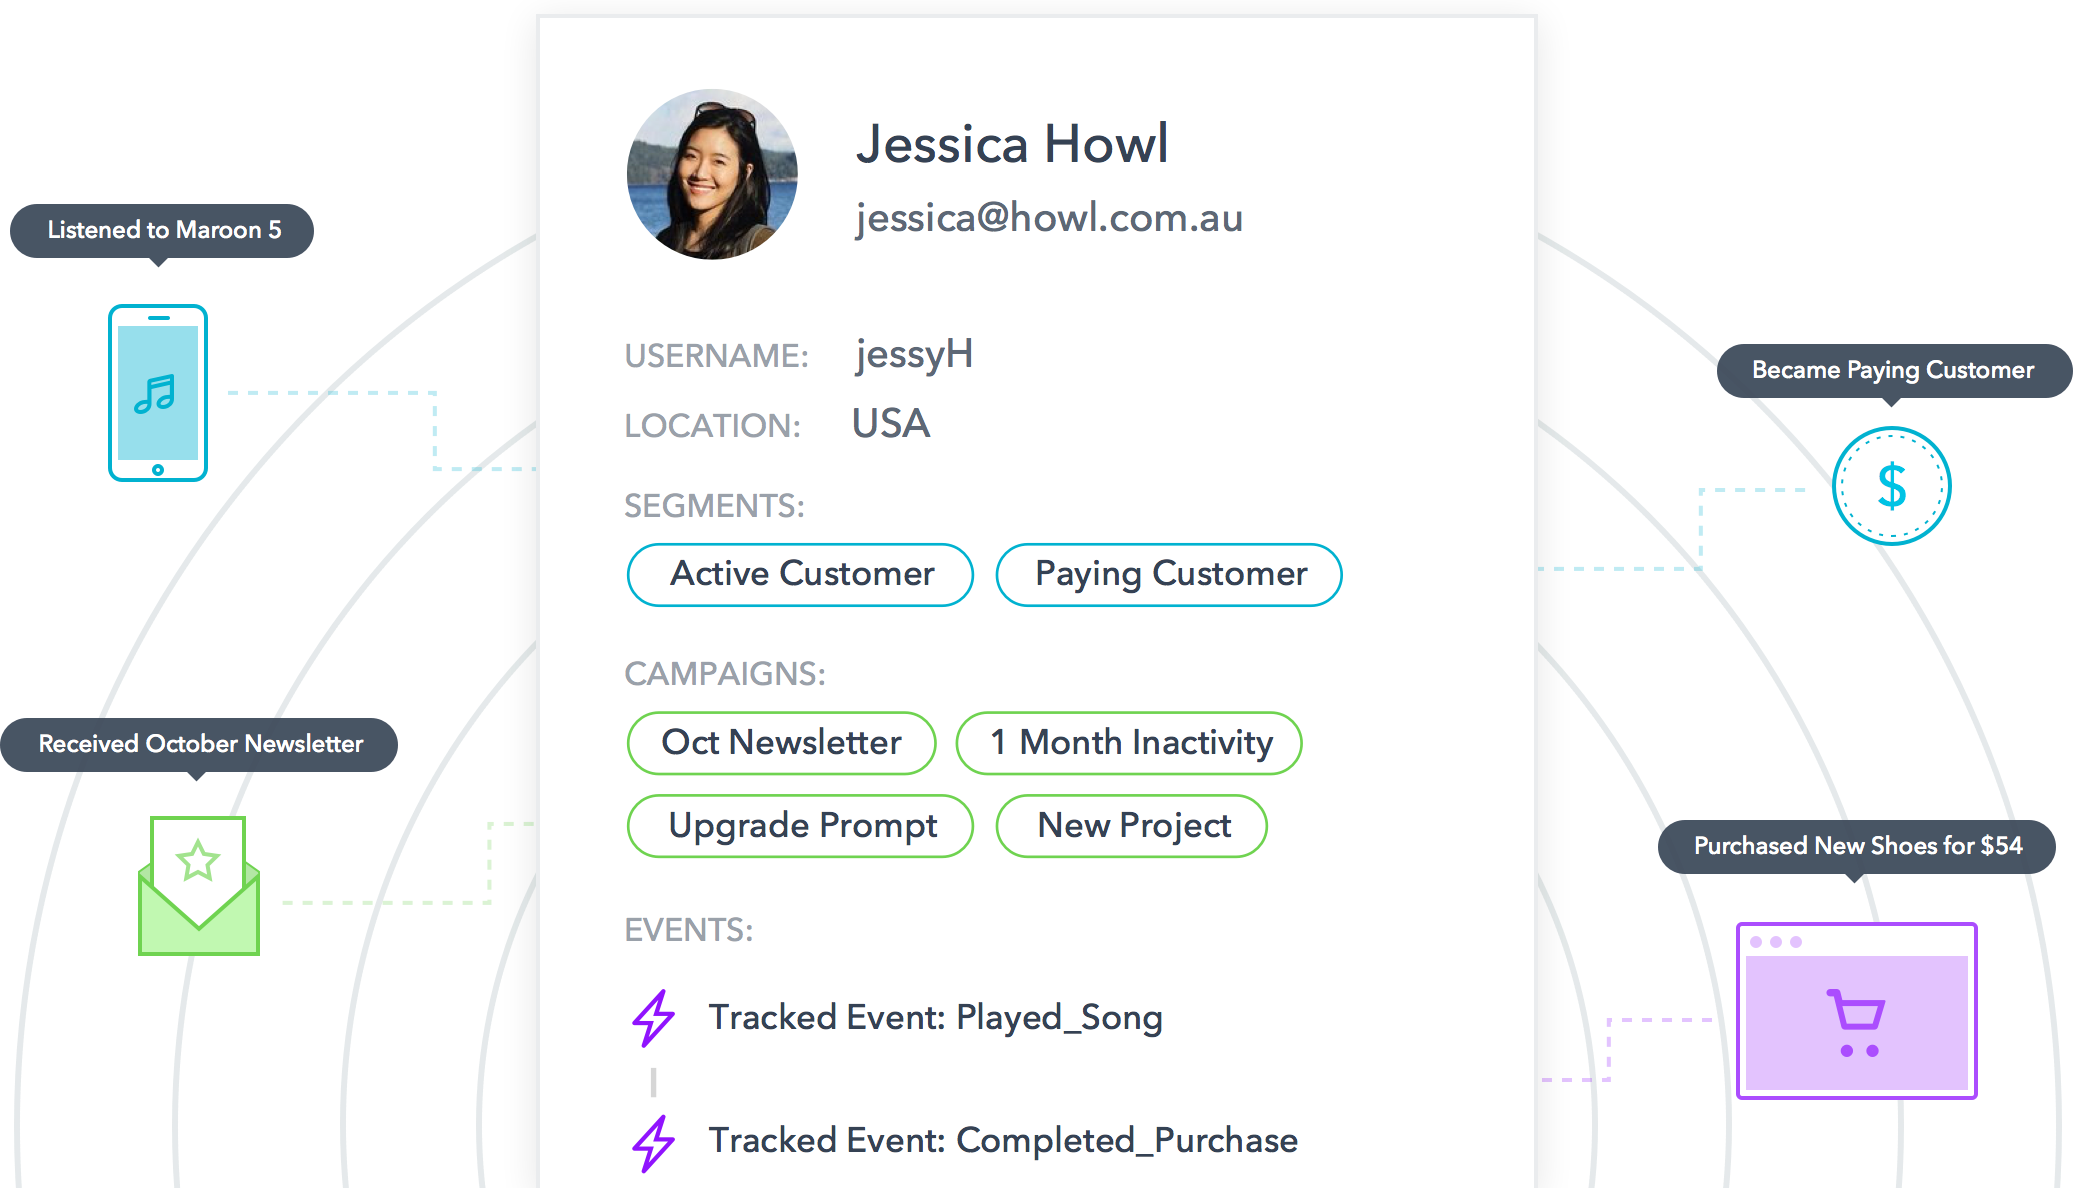 Jessica Howl
jessica@howl.com.au
Listened to Maroon 5
USERNAME: jessyH
LOCATION: USA
Became Paying Customer
$
SEGMENTS:
Active Customer Paying Customer
CAMPAIGNS:
Oct Newsletter 1 Month Inactivity
Received October Newsletter
Upgrade Prompt New Project
Purchased New Shoes for $54
EVENTS:
Tracked Event: Played_Song
Tracked Event: Completed_Purchase